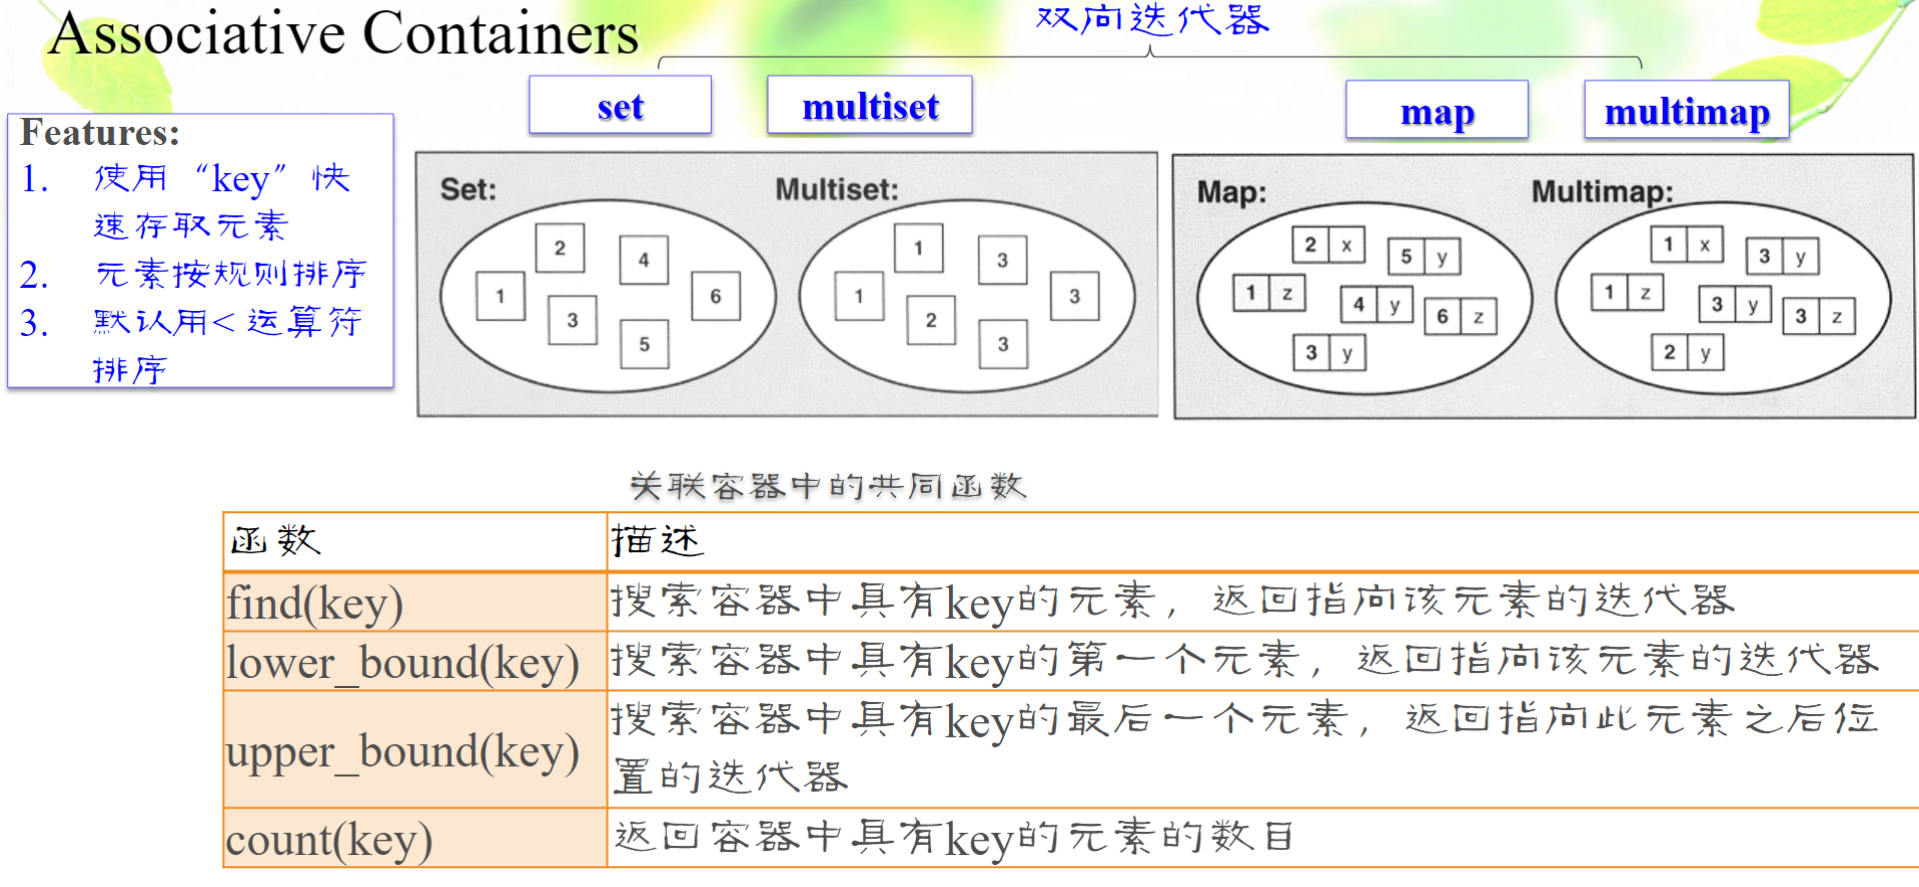 Associative Containers
双向迭代器
set
multiset
map
multimap
Features:
1. 使用“key”快
速存取元素
2. 元素按规则排序
3. 默认用<运算符
排序
Set:
Multiset:
2
4
1
6
3
5
1
3
1
3
2
3
Map:
Multimap:
2 x
5 y
1 z
4 y
6 z
3 y
1 x
3 y
1 z
3 y
3 z
2 y
关联容器中的共同函数
函数
描述
find(key)
搜索容器中具有key的元素，返回指向该元素的迭代器
lower_bound(key)
搜索容器中具有key的第一个元素，返回指向该元素的迭代器
upper_bound(key)
搜索容器中具有key的最后一个元素，返回指向此元素之后位
置的迭代器
count(key)
返回容器中具有key的元素的数目